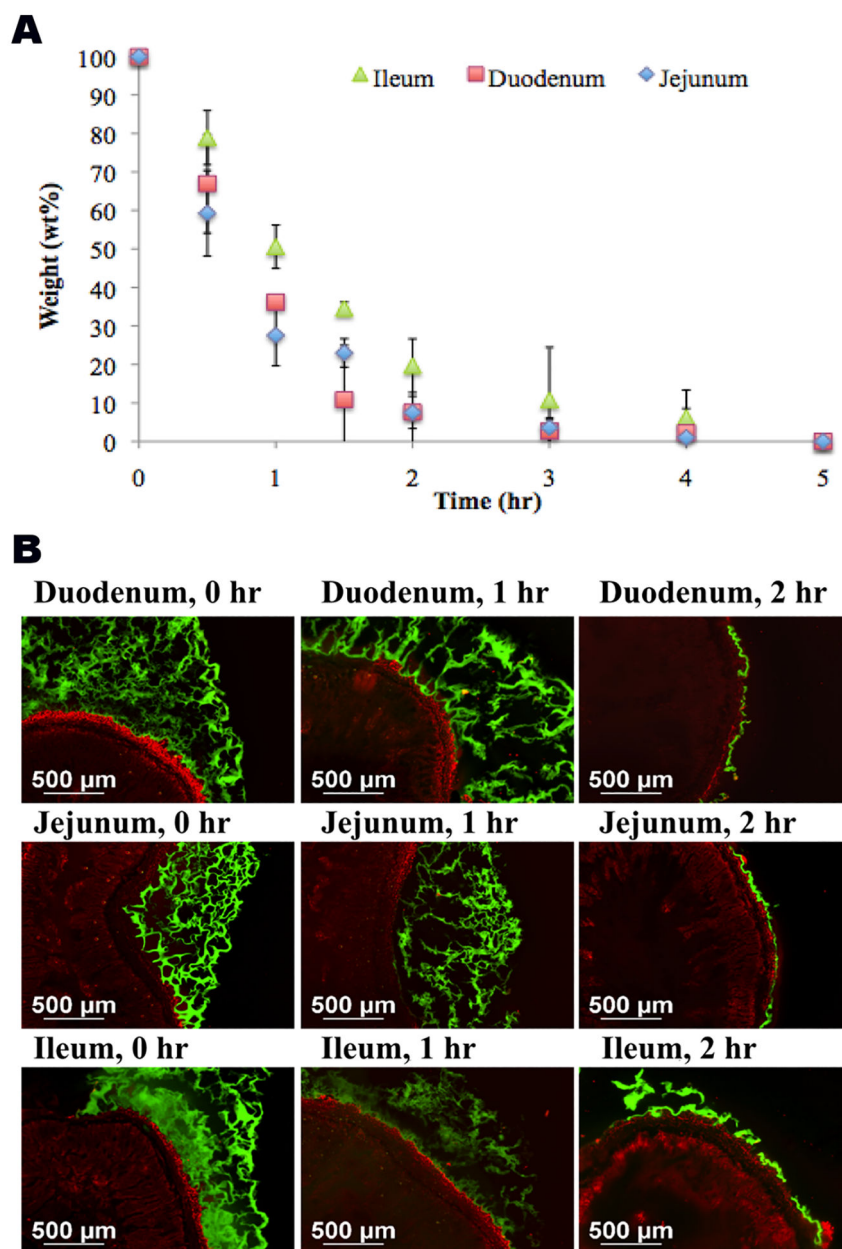 A
Ileum Duodenum Jejunum
100
90
80
70
60
50
40
30
20
10
0
Weight (wt%)
0 1 2 3 4 5
Time (hr)
B
Duodenum, 0 hr Duodenum, 1 hr Duodenum, 2 hr
500 µm 500 µm 500 µm
Jejunum, 0 hr Jejunum, 1 hr Jejunum, 2 hr
500 µm 500 µm 500 µm
Ileum, 0 hr Ileum, 1 hr Ileum, 2 hr
500 µm 500 µm 500 µm